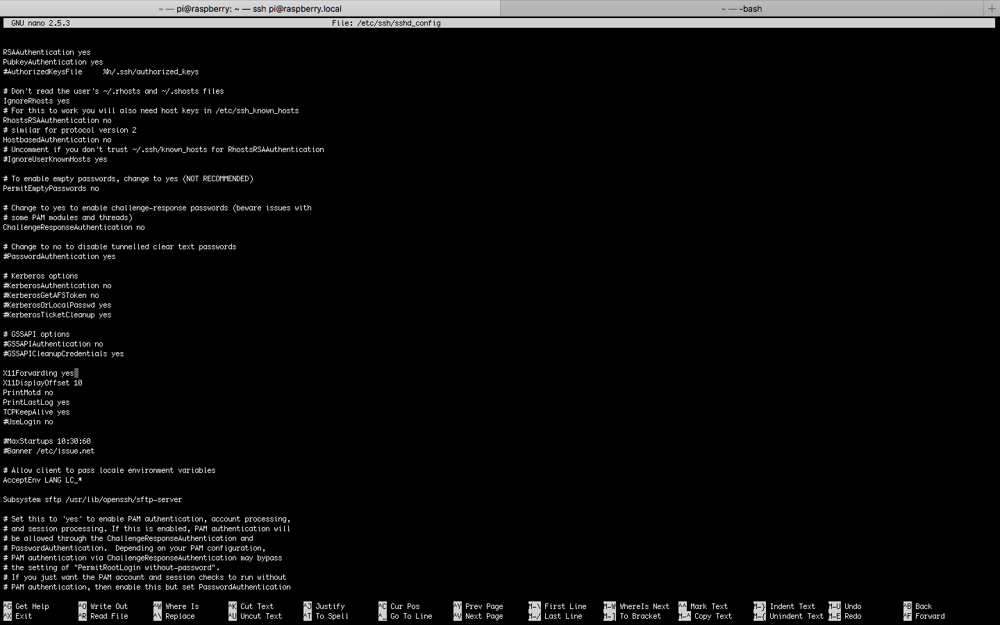 ~ — pi@raspberry: ~ — ssh pi@raspberry.local
~ — -bash
+
GNU nano 2.5.3 File: /etc/ssh/sshd_config
RSAAuthentication yes
PubkeyAuthentication yes
#AuthorizedKeysFile     %h/.ssh/authorized_keys
# Don't read the user's ~/.rhosts and ~/.shosts files
IgnoreRhosts yes
# For this to work you will also need host keys in /etc/ssh_known_hosts
RhostsRSAAuthentication no
# similar for protocol version 2
HostbasedAuthentication no
# Uncomment if you don't trust ~/.ssh/known_hosts for RhostsRSAAuthentication
#IgnoreUserKnownHosts yes
# To enable empty passwords, change to yes (NOT RECOMMENDED)
PermitEmptyPasswords no
# Change to yes to enable challenge-response passwords (beware issues with
# some PAM modules and threads)
ChallengeResponseAuthentication no
# Change to no to disable tunnelled clear text passwords
#PasswordAuthentication yes
# Kerberos options
#KerberosAuthentication no
#KerberosGetAFSToken no
#KerberosOrLocalPasswd yes
#KerberosTicketCleanup yes
# GSSAPI options
#GSSAPIAuthentication no
#GSSAPICleanupCredentials yes
X11Forwarding yes
X11DisplayOffset 10
PrintMotd no
PrintLastLog yes
TCPKeepAlive yes
#UseLogin no
#MaxStartups 10:30:60
#Banner /etc/issue.net
# Allow client to pass locale environment variables
AcceptEnv LANG LC_*
Subsystem sftp /usr/lib/openssh/sftp-server
# Set this to 'yes' to enable PAM authentication, account processing,
# and session processing. If this is enabled, PAM authentication will
# be allowed through the ChallengeResponseAuthentication and
# PasswordAuthentication.  Depending on your PAM configuration,
# PAM authentication via ChallengeResponseAuthentication may bypass
# the setting of "PermitRootLogin without-password".
# If you just want the PAM account and session checks to run without
# PAM authentication, then enable this but set PasswordAuthentication
^G Get Help ^O Write Out ^W Where Is ^K Cut Text ^J Justify ^C Cur Pos ^Y Prev Page M-\ First Line M-W WhereIs Next ^^ Mark Text M-} Indent Text M-U Undo ^B Back
^X Exit ^R Read File ^\ Replace ^U Uncut Text ^T To Spell ^_ Go To Line ^V Next Page M-/ Last Line M-] To Bracket M-^ Copy Text M-{ Unindent Text M-E Redo ^F Forward